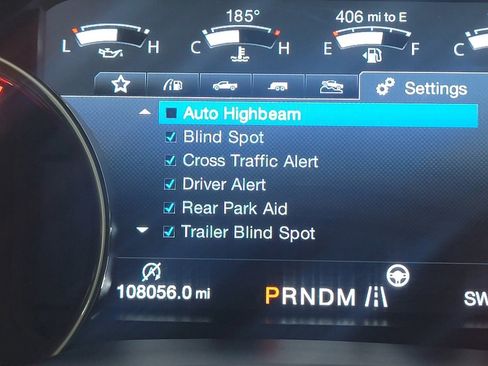 185°
406 mi to E
L H
C H
E F
C
Settings
Auto Highbeam
Blind Spot
Cross Traffic Alert
Driver Alert
Rear Park Aid
Trailer Blind Spot
A
108056.0 mi
PRNDM
SW